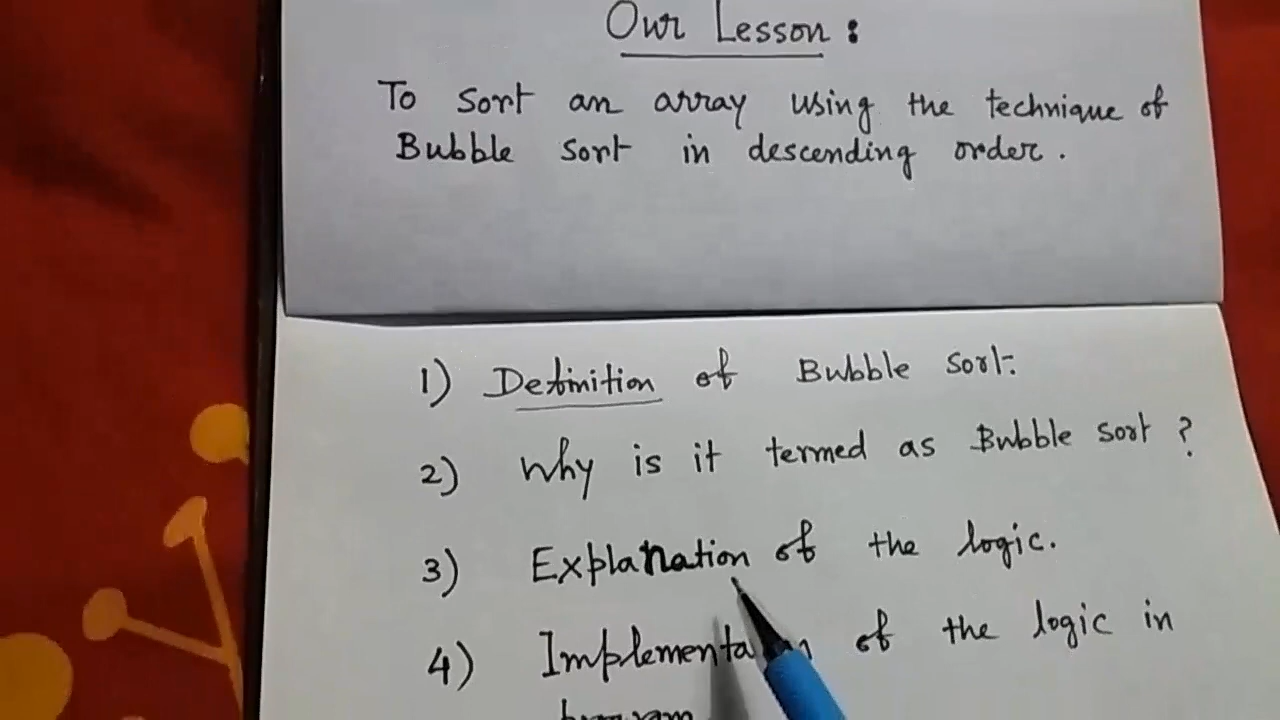 Our Lesson:
To sort an array using the technique of
Bubble sort in descending order.
1) Definition of Bubble sort:
2) Why is it termed as Bubble sort ?
3) Explanation of the logic.
4) of the logic in